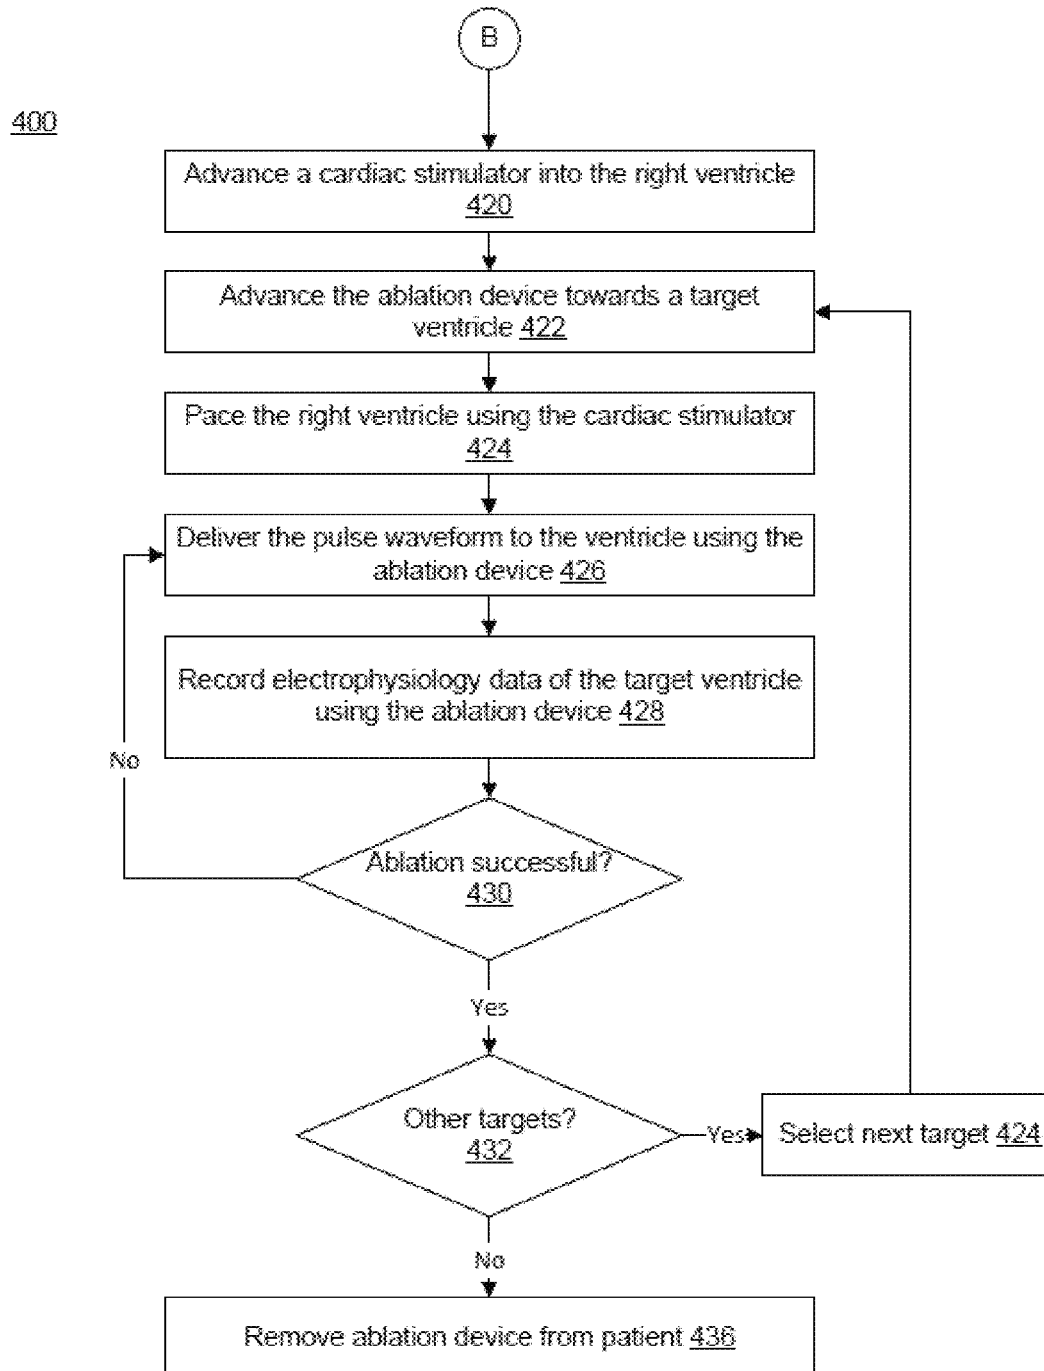 B
400
Advance a cardiac stimulator into the right ventricle
420
Advance the ablation device towards a target
ventricle 422
Pace the right ventricle using the cardiac stimulator
424
Deliver the pulse waveform to the ventricle using the
ablation device 426
Record electrophysiology data of the target ventricle
using the ablation device 428
No
Ablation successful?
430
Yes
Other targets?
432
Yes
Select next target 424
No
Remove ablation device from patient 436